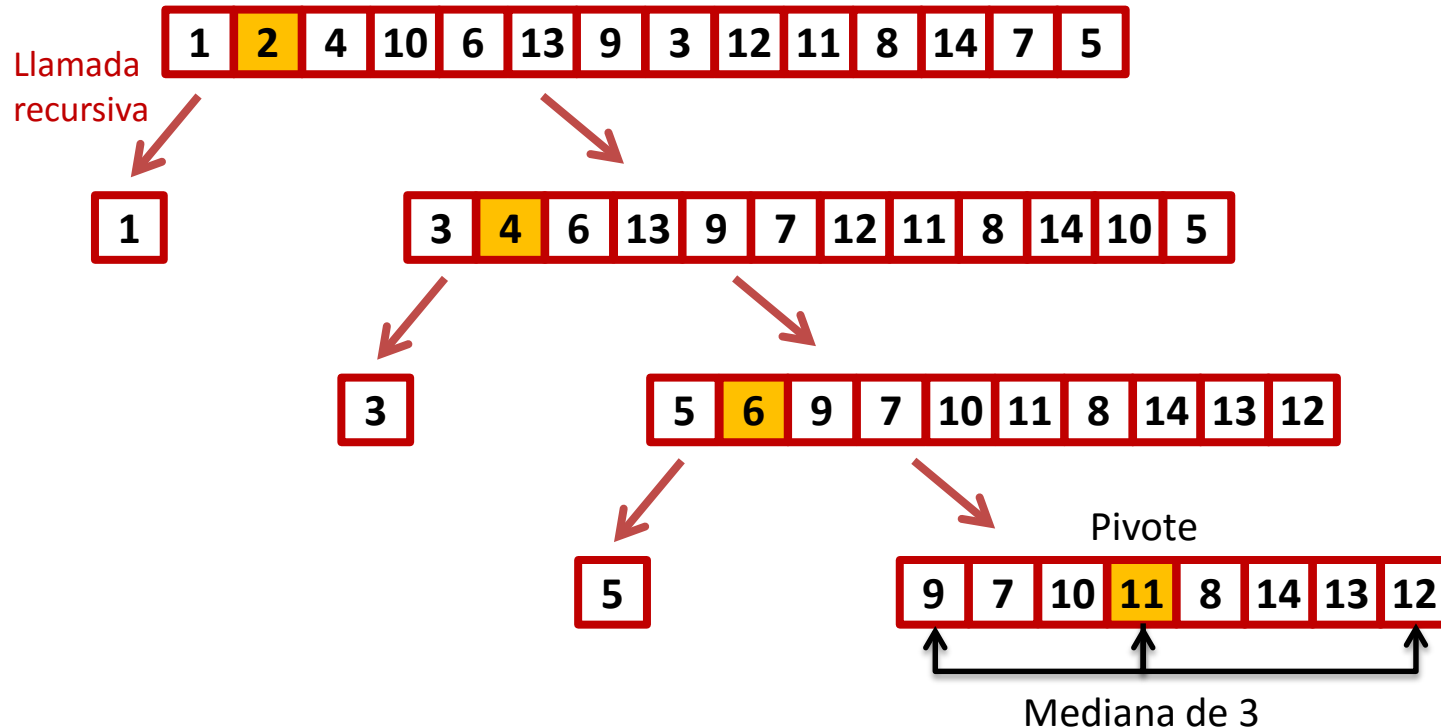 1 2 4 10 6 13 9 3 12 11 8 14 7 5
Llamada
recursiva
1
3 4 6 13 9 7 12 11 8 14 10 5
3
5 6 9 7 10 11 8 14 13 12
Pivote
5
9 7 10 11 8 14 13 12
Mediana de 3